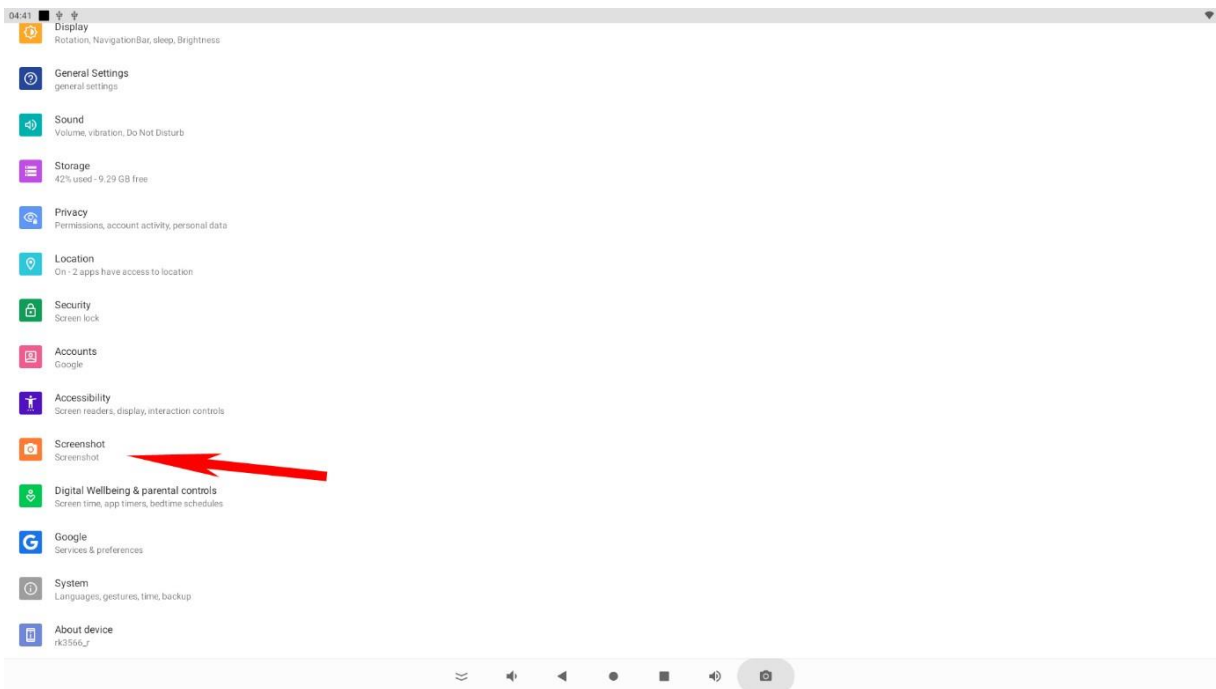 04:41
Display
Rotation, NavigationBar, sleep, Brightness
General Settings
general settings
Sound
Volume, vibration, Do Not Disturb
Storage
42% used - 9.29 GB free
Privacy
Permissions, account activity, personal data
Location
On - 2 apps have access to location
Security
Screen lock
Accounts
Google
Accessibility
Screen readers, display, interaction controls
Screenshot
Screenshot
Digital Wellbeing & parental controls
Screen time, app timers, bedtime schedules
Google
Services & preferences
System
Languages, gestures, time, backup
About device
rk3566_r